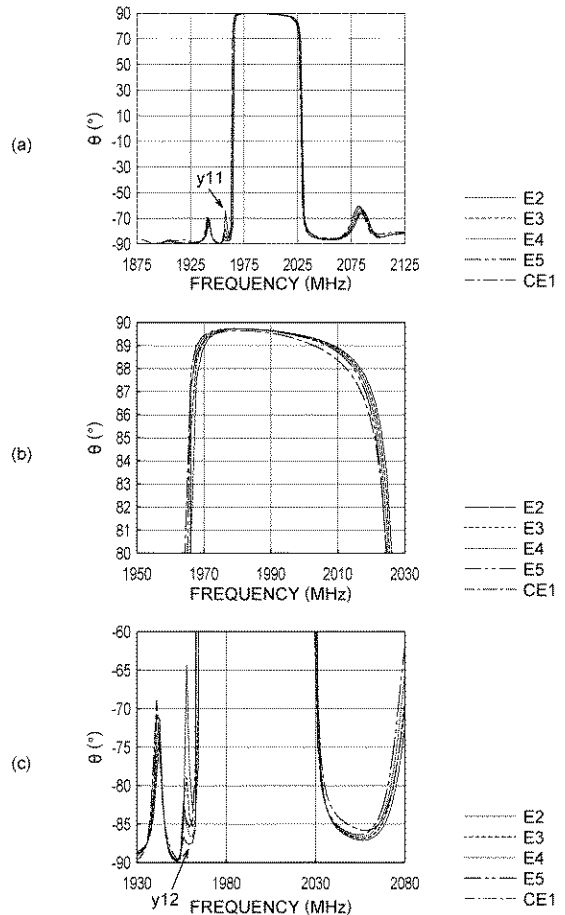 (a)
θ (°)
90
70
50
30
10
-10
-30
-50
-70
-90
y11
1875 1925 1975 2025 2075 2125
FREQUENCY (MHz)
E2
E3
E4
E5
CE1
(b)
θ (°)
90
89
88
87
86
85
84
83
82
81
80
1950 1970 1990 2010 2030
FREQUENCY (MHz)
E2
E3
E4
E5
CE1
(c)
θ (°)
-60
-65
-70
-75
-80
-85
-90
1930 1980 2030 2080
y12
FREQUENCY (MHz)
E2
E3
E4
E5
CE1